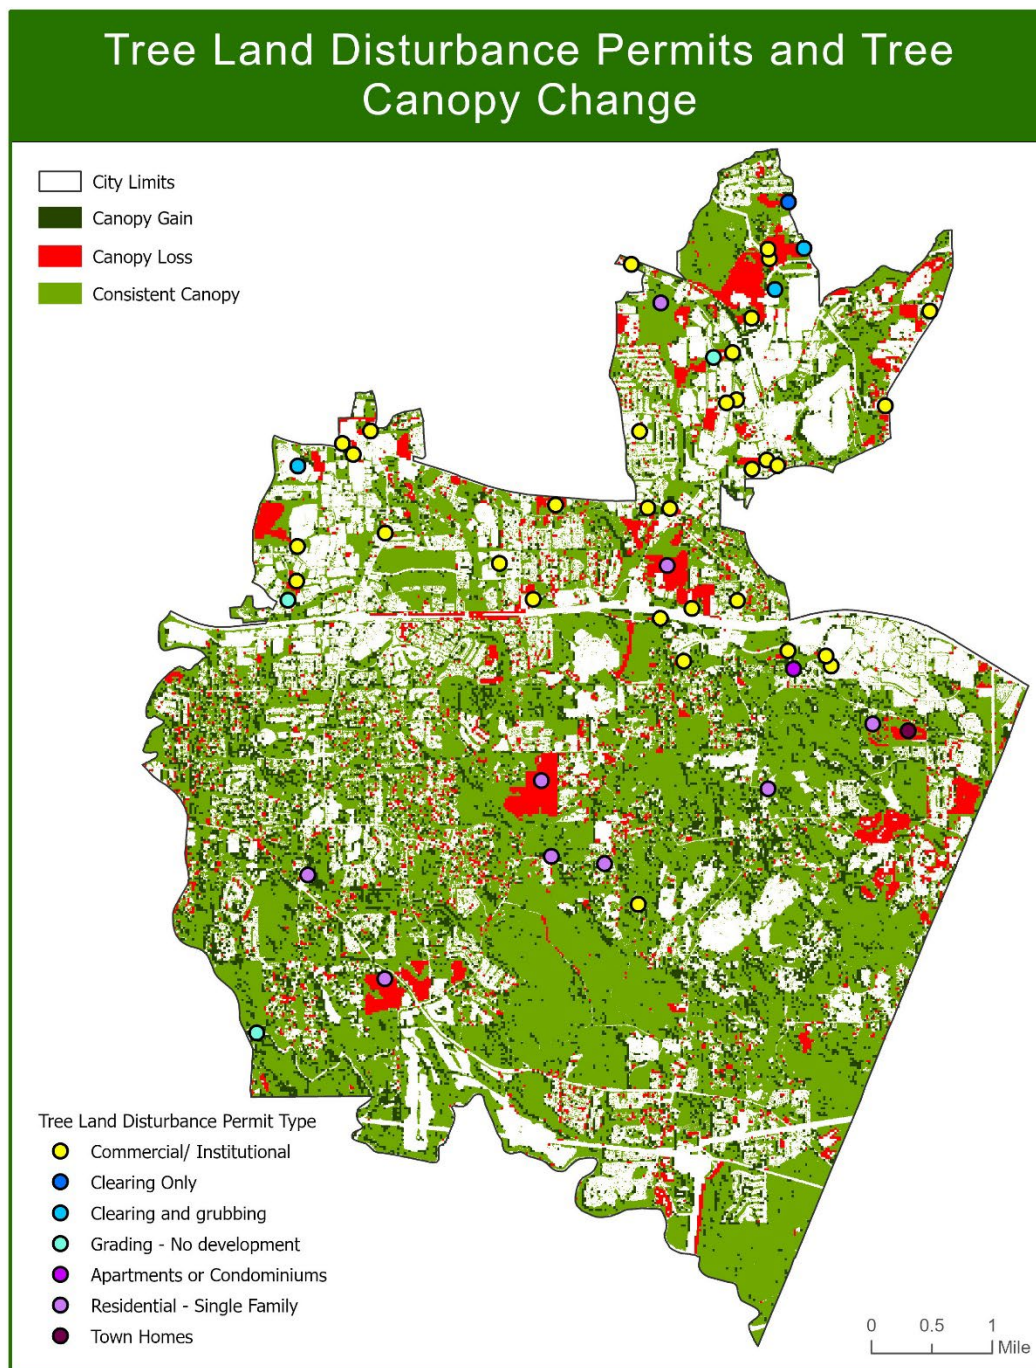 Tree Land Disturbance Permits and Tree
Canopy Change
City Limits
Canopy Gain
Canopy Loss
Consistent Canopy
Tree Land Disturbance Permit Type
Commercial/ Institutional
Clearing Only
Clearing and grubbing
Grading - No development
Apartments or Condominiums
Residential - Single Family
Town Homes
0 0.5 1
Mile